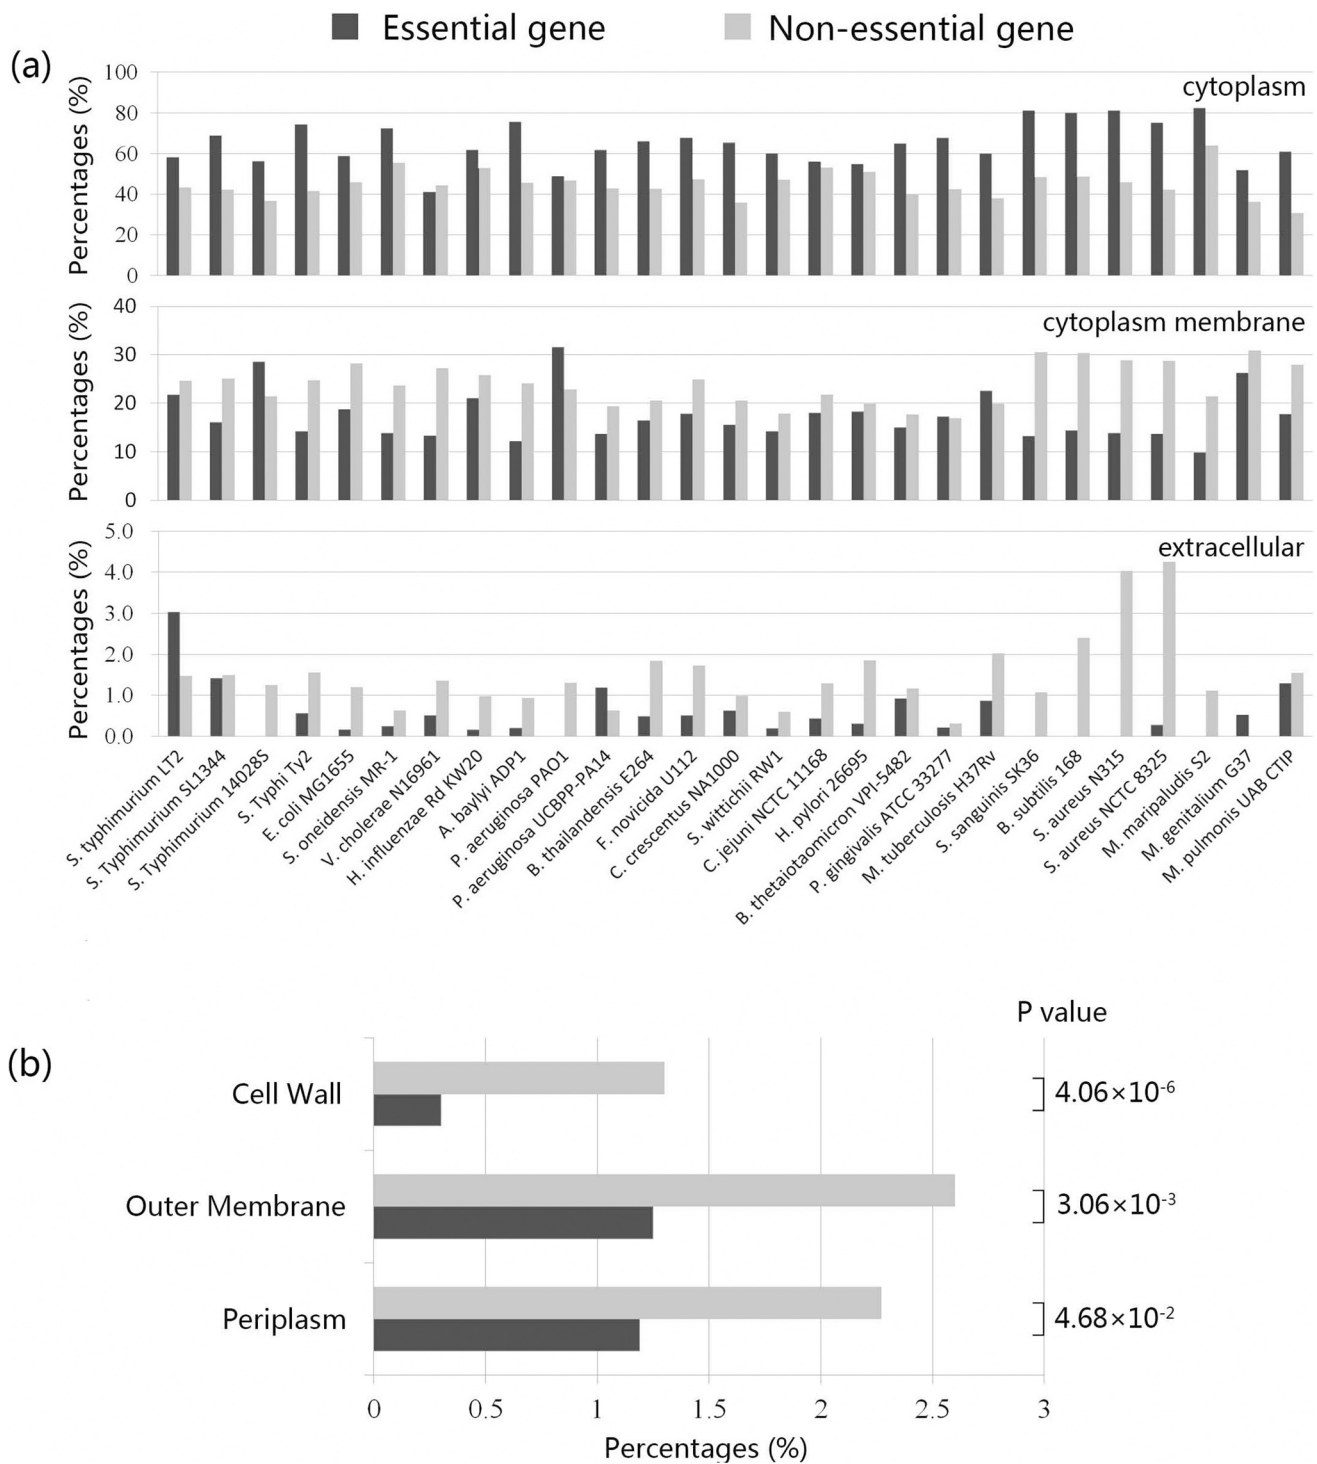 Essential gene
Non-essential gene
(a)
Percentages (%)
100
80
60
40
20
0
cytoplasm
Percentages (%)
40
30
20
10
0
cytoplasm membrane
Percentages (%)
5.0
4.0
3.0
2.0
1.0
0.0
extracellular
S. typhimurium LT2
S. Typhimurium SL1344
S. Typhimurium 14028S
S. Typhi Ty2
E. coli MG1655
S. oneidensis MR-1
V. cholerae N16961
H. influenzae Rd KW20
A. baylyi ADP1
P. aeruginosa PAO1
P. aeruginosa UCBPP-PA14
B. thailandensis E264
F. novicida U112
C. crescentus NA1000
S. wittichii RW1
C. jejuni NCTC 11168
H. pylori 26695
B. thetaiotaomicron VPI-5482
P. gingivalis ATCC 33277
M. tuberculosis H37Rv
S. sanguinis SK36
B. subtilis 168
S. aureus N315
S. aureus NCTC 8325
M. maripaludis S2
M. genitalium G37
M. pulmonis UAB CTIP
(b)
P value
Cell Wall
4.06×10⁻⁶
Outer Membrane
3.06×10⁻³
Periplasm
4.68×10⁻²
0 0.5 1 1.5 2 2.5 3
Percentages (%)